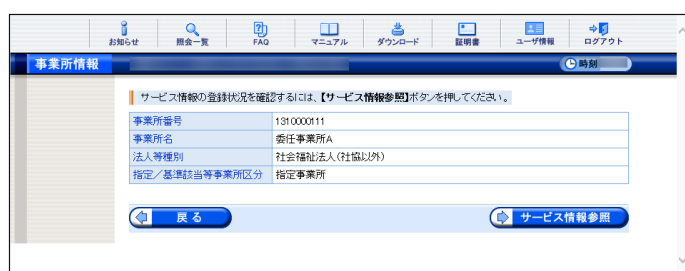 お知らせ 照会一覧 FAQ マニュアル ダウンロード 証明書 ユーザ情報 ログアウト
事業所情報 時刻
サービス情報の登録状況を確認するには、【サービス情報参照】ボタンを押してください。
事業所番号 1310000111
事業所名 委任事業所A
法人等種別 社会福祉法人(社協以外)
指定/基準該当等事業所区分 指定事業所
戻る サービス情報参照